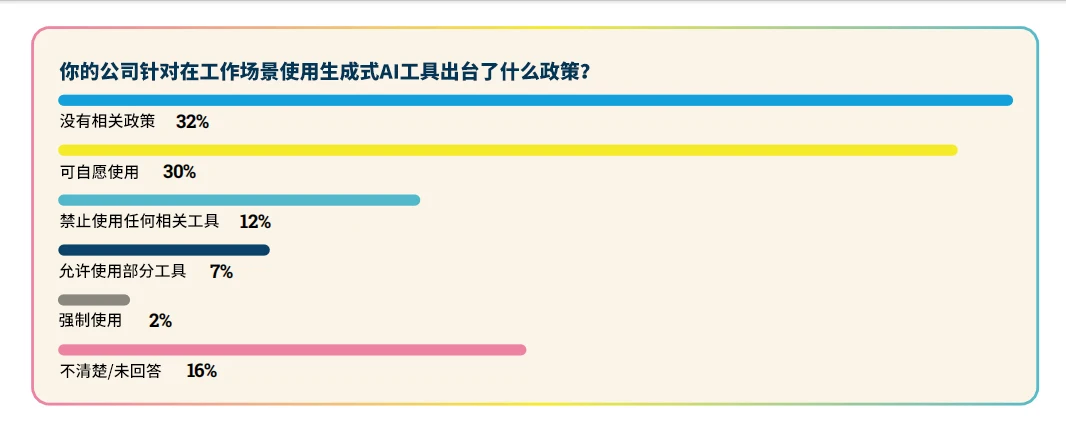 你的公司针对在工作场景使用生成式AI工具出台了什么政策?
没有相关政策 32%
可自愿使用 30%
禁止使用任何相关工具 12%
允许使用部分工具 7%
强制使用 2%
不清楚/未回答 16%